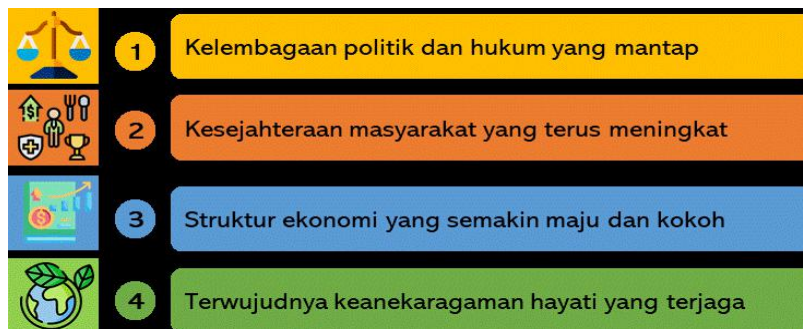 1 Kelembagaan politik dan hukum yang mantap
2 Kesejahteraan masyarakat yang terus meningkat
3 Struktur ekonomi yang semakin maju dan kokoh
4 Terwujudnya keanekaragaman hayati yang terjaga